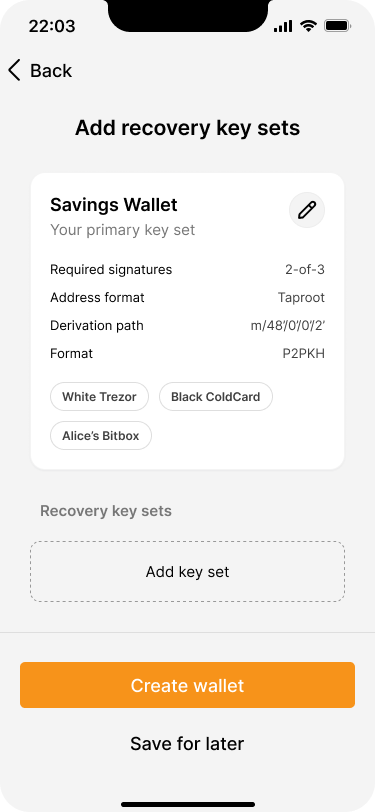 22:03
Back
Add recovery key sets
Savings Wallet
Your primary key set
Required signatures 2-of-3
Address format Taproot
Derivation path m/48’/0’/0’/2’
Format P2PKH
White Trezor Black ColdCard
Alice’s Bitbox
Recovery key sets
Add key set
Create wallet
Save for later